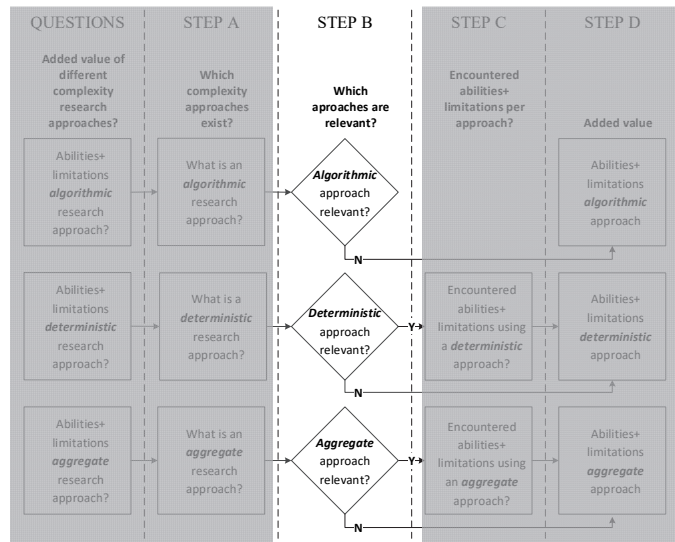 QUESTIONS
STEP A
STEP B
STEP C
STEP D
Added value of
different
complexity
research
approaches?
Which
complexity
approaches
exist?
Which
aproaches are
relevant?
Encountered
abilities+
limitations per
approach?
Added value
Abilities+
limitations
algorithmic
research
approach?
What is an
algorithmic
research
approach?
Algorithmic
approach
relevant?
N
Abilities+
limitations
algorithmic
approach
Abilities+
limitations
deterministic
research
approach?
What is a
deterministic
research
approach?
Deterministic
approach
relevant?
Y
N
Encountered
abilities+
limitations using
a deterministic
approach?
Abilities+
limitations
deterministic
approach
Abilities+
limitations
aggregate
research
approach?
What is an
aggregate
research
approach?
Aggregate
approach
relevant?
Y
N
Encountered
abilities+
limitations using
an aggregate
approach?
Abilities+
limitations
aggregate
approach